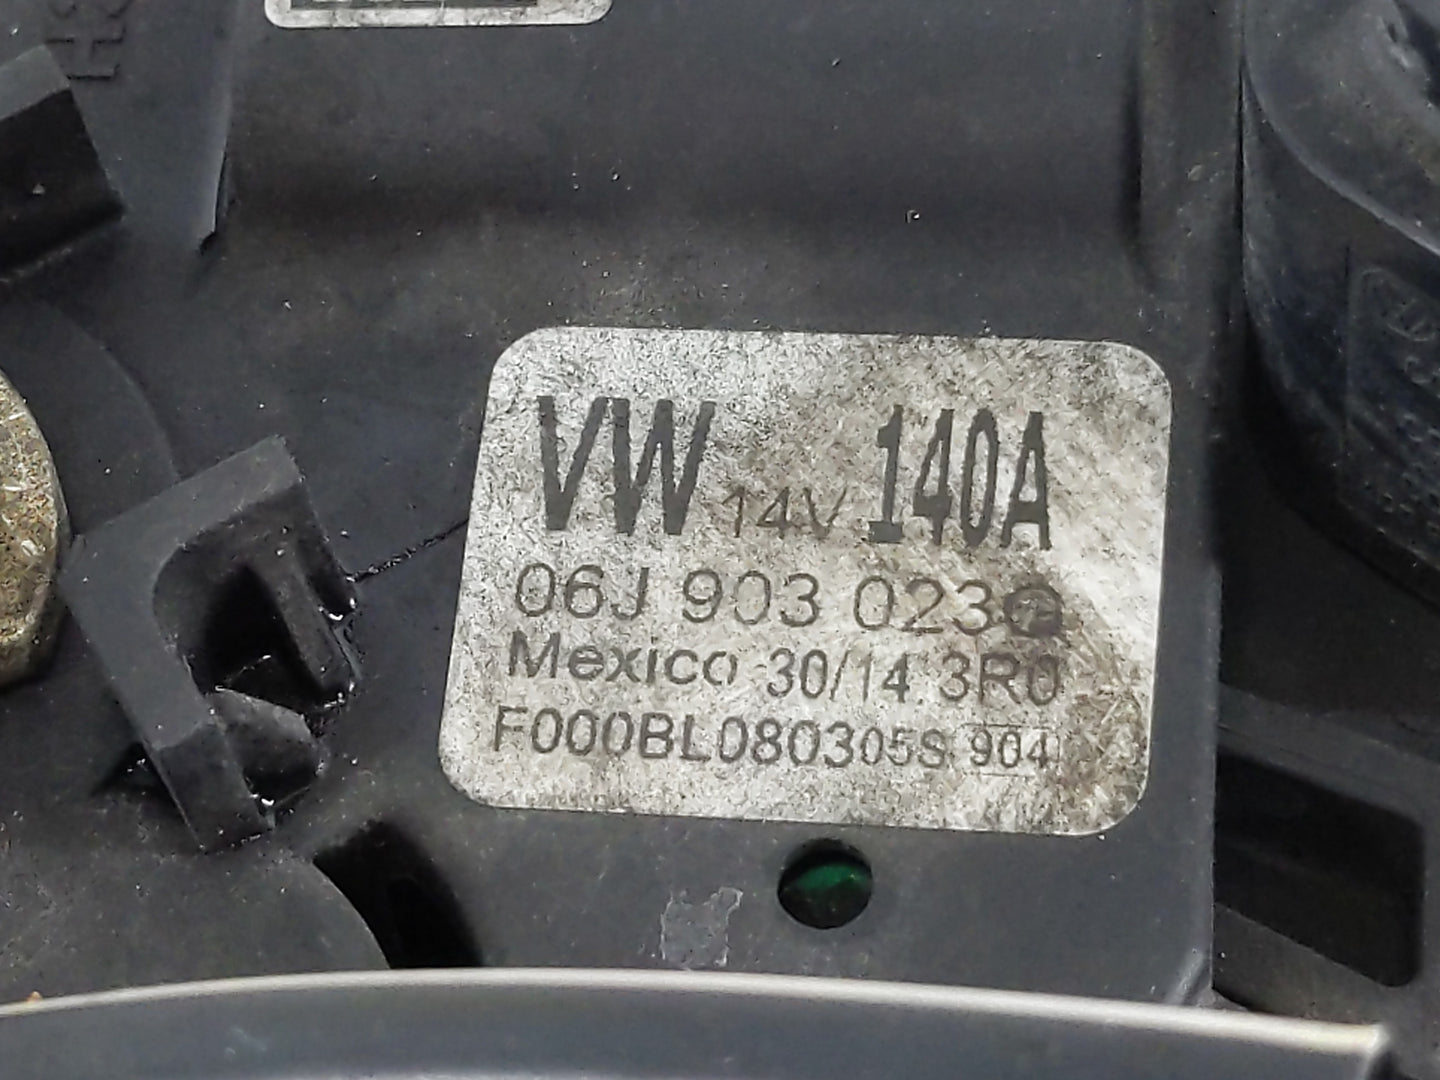 VW 14V 140A
06J 903 023
Mexico 30/14 3R0
F000BL080305S 904